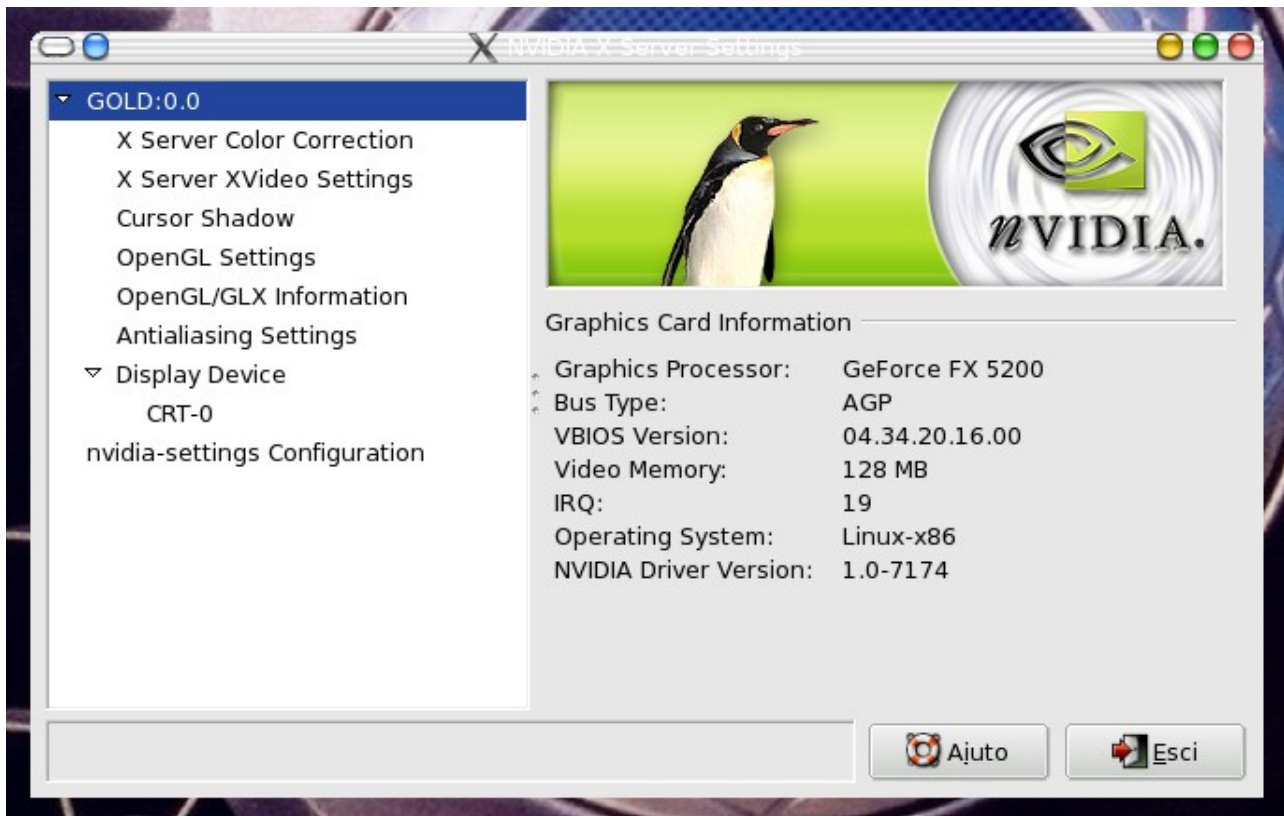 NVIDIA X Server Settings
GOLD:0.0
X Server Color Correction
X Server XVideo Settings
Cursor Shadow
OpenGL Settings
OpenGL/GLX Information
Antialiasing Settings
Display Device
CRT-0
nvidia-settings Configuration
nVIDIA.
Graphics Card Information
Graphics Processor: GeForce FX 5200
Bus Type: AGP
VBIOS Version: 04.34.20.16.00
Video Memory: 128 MB
IRQ: 19
Operating System: Linux-x86
NVIDIA Driver Version: 1.0-7174
Aiuto
Esci